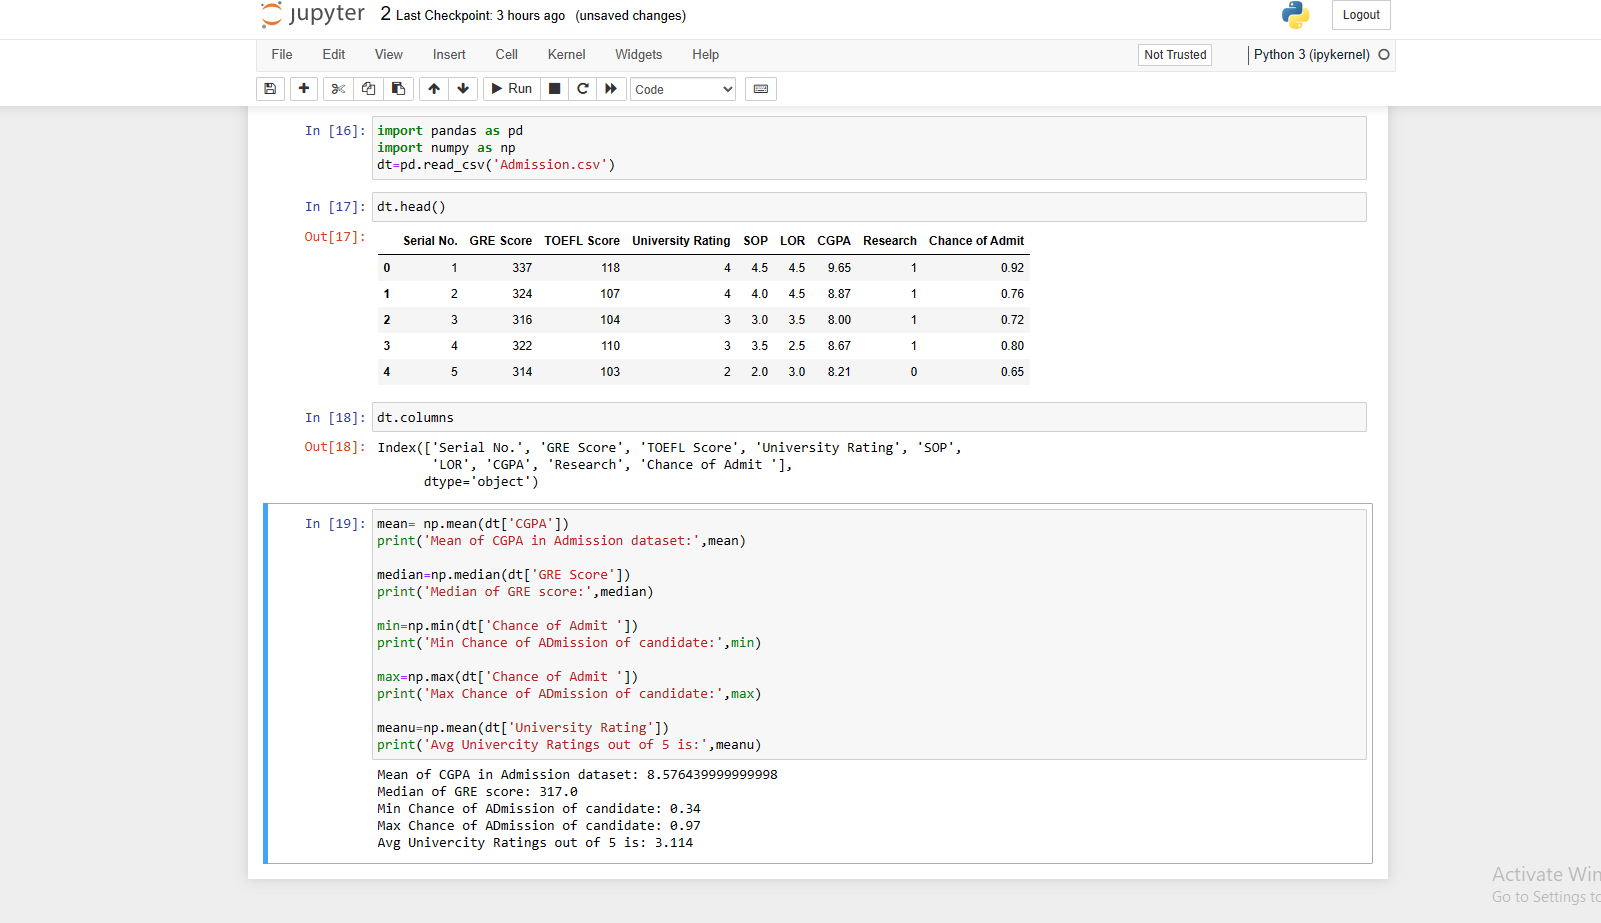 jupyter 2 Last Checkpoint: 3 hours ago (unsaved changes)
Logout
File Edit View Insert Cell Kernel Widgets Help
Not Trusted
Python 3 (ipykernel)
Run
Code
In [16]: import pandas as pd
import numpy as np
dt=pd.read_csv('Admission.csv')
In [17]: dt.head()
Out[17]:
Serial No. GRE Score TOEFL Score University Rating SOP LOR CGPA Research Chance of Admit
0 1 337 118 4 4.5 4.5 9.65 1 0.92
1 2 324 107 4 4.0 4.5 8.87 1 0.76
2 3 316 104 3 3.0 3.5 8.00 1 0.72
3 4 322 110 3 3.5 2.5 8.67 1 0.80
4 5 314 103 2 2.0 3.0 8.21 0 0.65
In [18]: dt.columns
Out[18]: Index(['Serial No.', 'GRE Score', 'TOEFL Score', 'University Rating', 'SOP',
'LOR', 'CGPA', 'Research', 'Chance of Admit '],
dtype='object')
In [19]: mean= np.mean(dt['CGPA'])
print('Mean of CGPA in Admission dataset:',mean)
median=np.median(dt['GRE Score'])
print('Median of GRE score:',median)
min=np.min(dt['Chance of Admit '])
print('Min Chance of ADmission of candidate:',min)
max=np.max(dt['Chance of Admit '])
print('Max Chance of ADmission of candidate:',max)
meanu=np.mean(dt['University Rating'])
print('Avg Univercity Ratings out of 5 is:',meanu)
Mean of CGPA in Admission dataset: 8.576439999999998
Median of GRE score: 317.0
Min Chance of ADmission of candidate: 0.34
Max Chance of ADmission of candidate: 0.97
Avg Univercity Ratings out of 5 is: 3.114
Activate Win
Go to Settings to